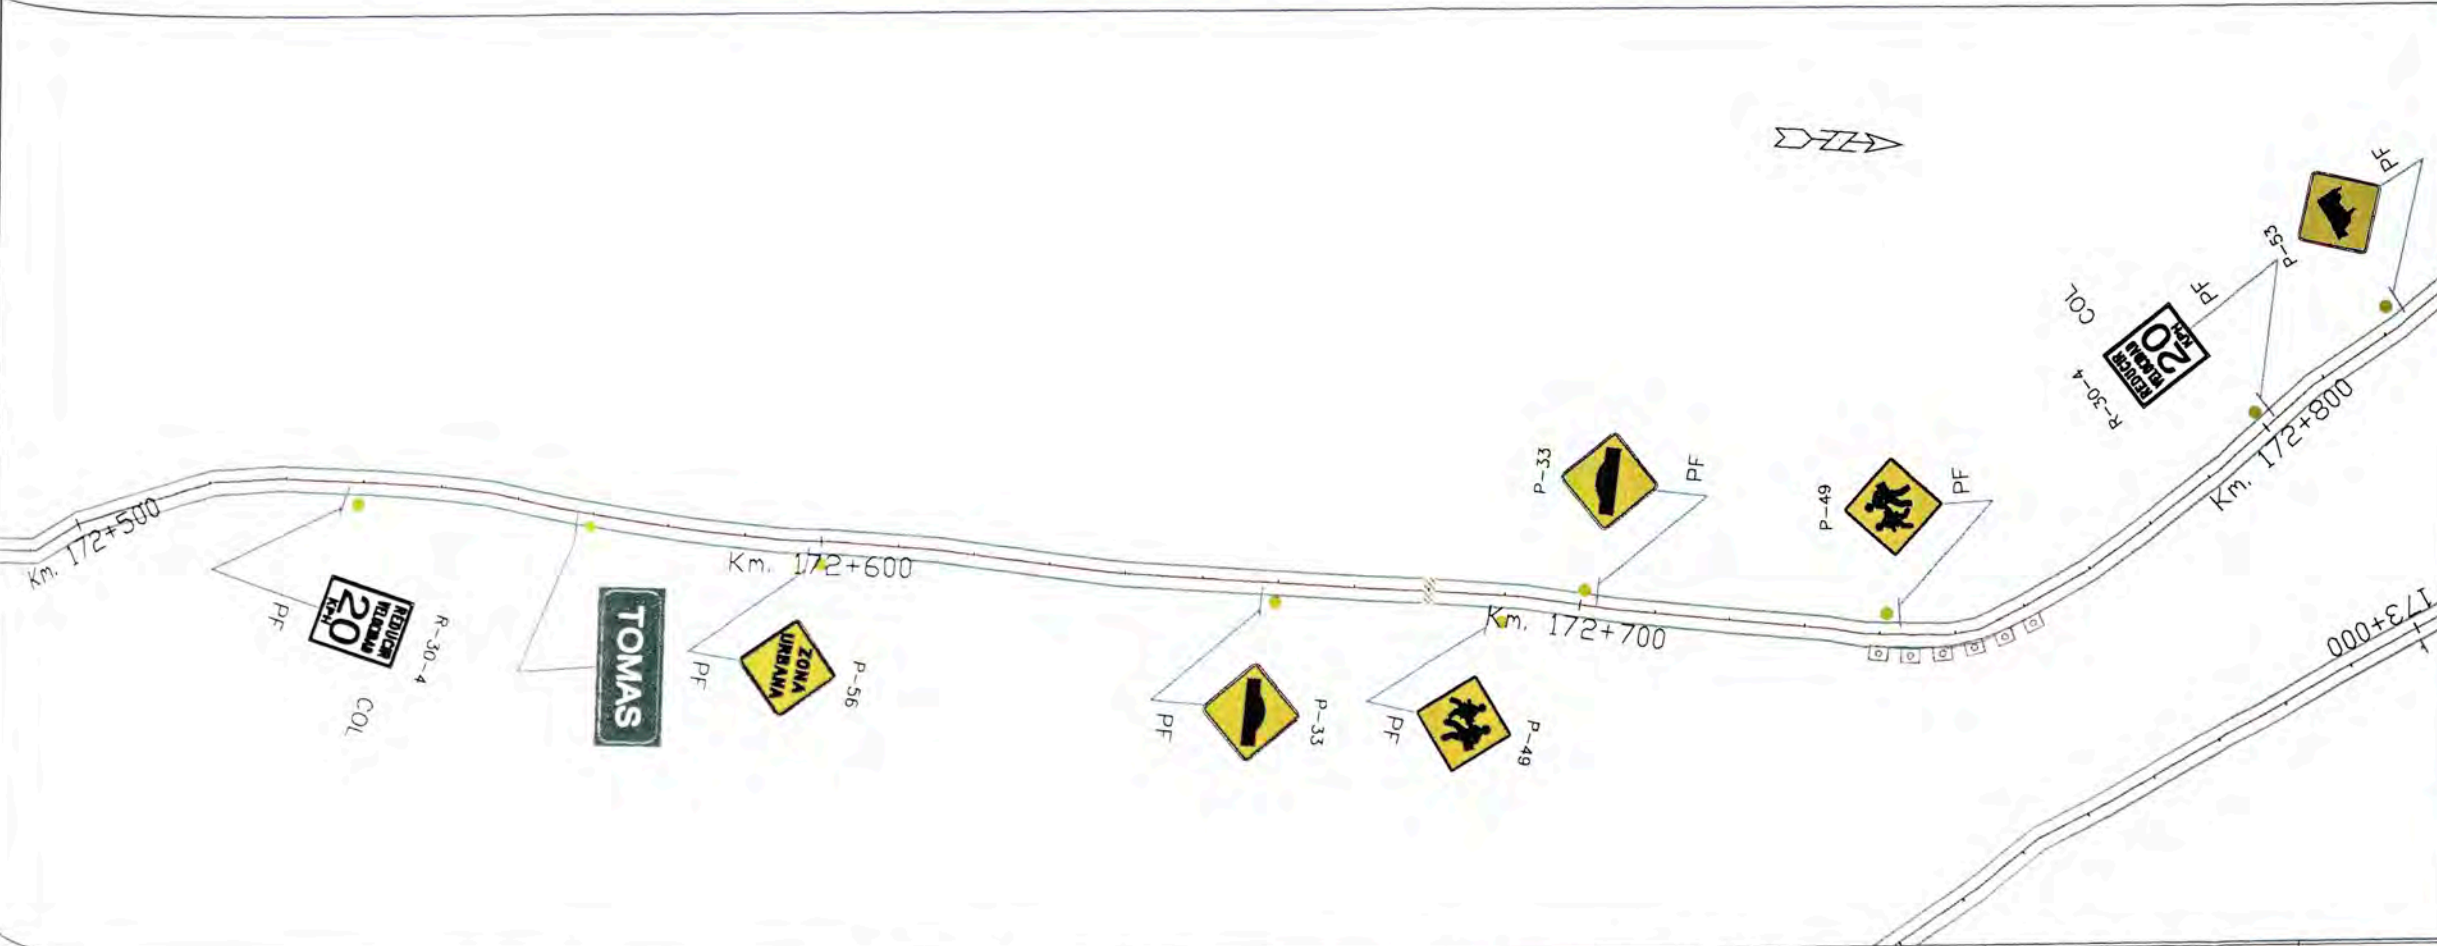 Km. 172+500
PF
REDUCIR
VELOCIDAD
20
KPH
R-30-4
COL
TOMAS
Km. 172+600
PF
ZONA
URBANA
P-56
PF
P-33
PF
P-49
P-33
PF
Km. 172+700
P-49
PF
COL
R-30-4
REDUCIR
VELOCIDAD
20
KPH
PF
P-53
PF
Km. 172+800
173+000
N